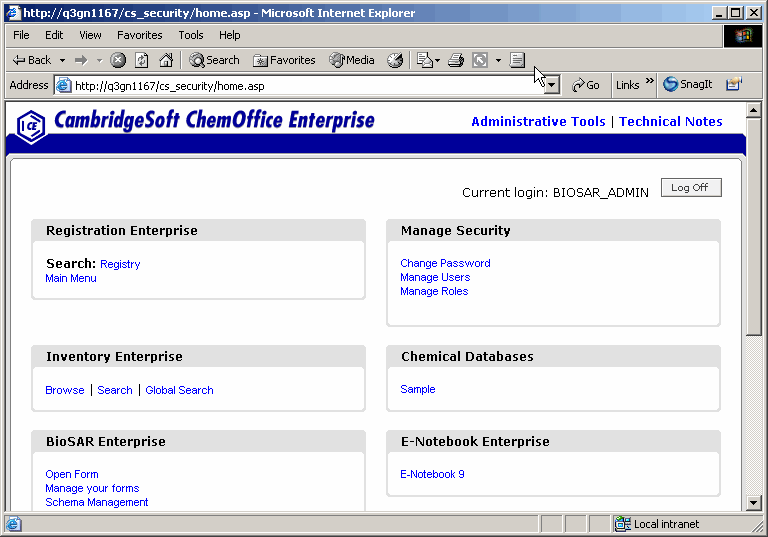 http://q3gn1167/cs_security/home.asp - Microsoft Internet Explorer
File Edit View Favorites Tools Help
Back Search Favorites Media
Address http://q3gn1167/cs_security/home.asp Go Links » SnagIt
ICE CambridgeSoft ChemOffice Enterprise Administrative Tools | Technical Notes
Current login: BIOSAR_ADMIN Log Off
Registration Enterprise
Search: Registry
Main Menu
Manage Security
Change Password
Manage Users
Manage Roles
Inventory Enterprise
Browse | Search | Global Search
Chemical Databases
Sample
BioSAR Enterprise
Open Form
Manage your forms
Schema Management
E-Notebook Enterprise
E-Notebook 9
Local intranet